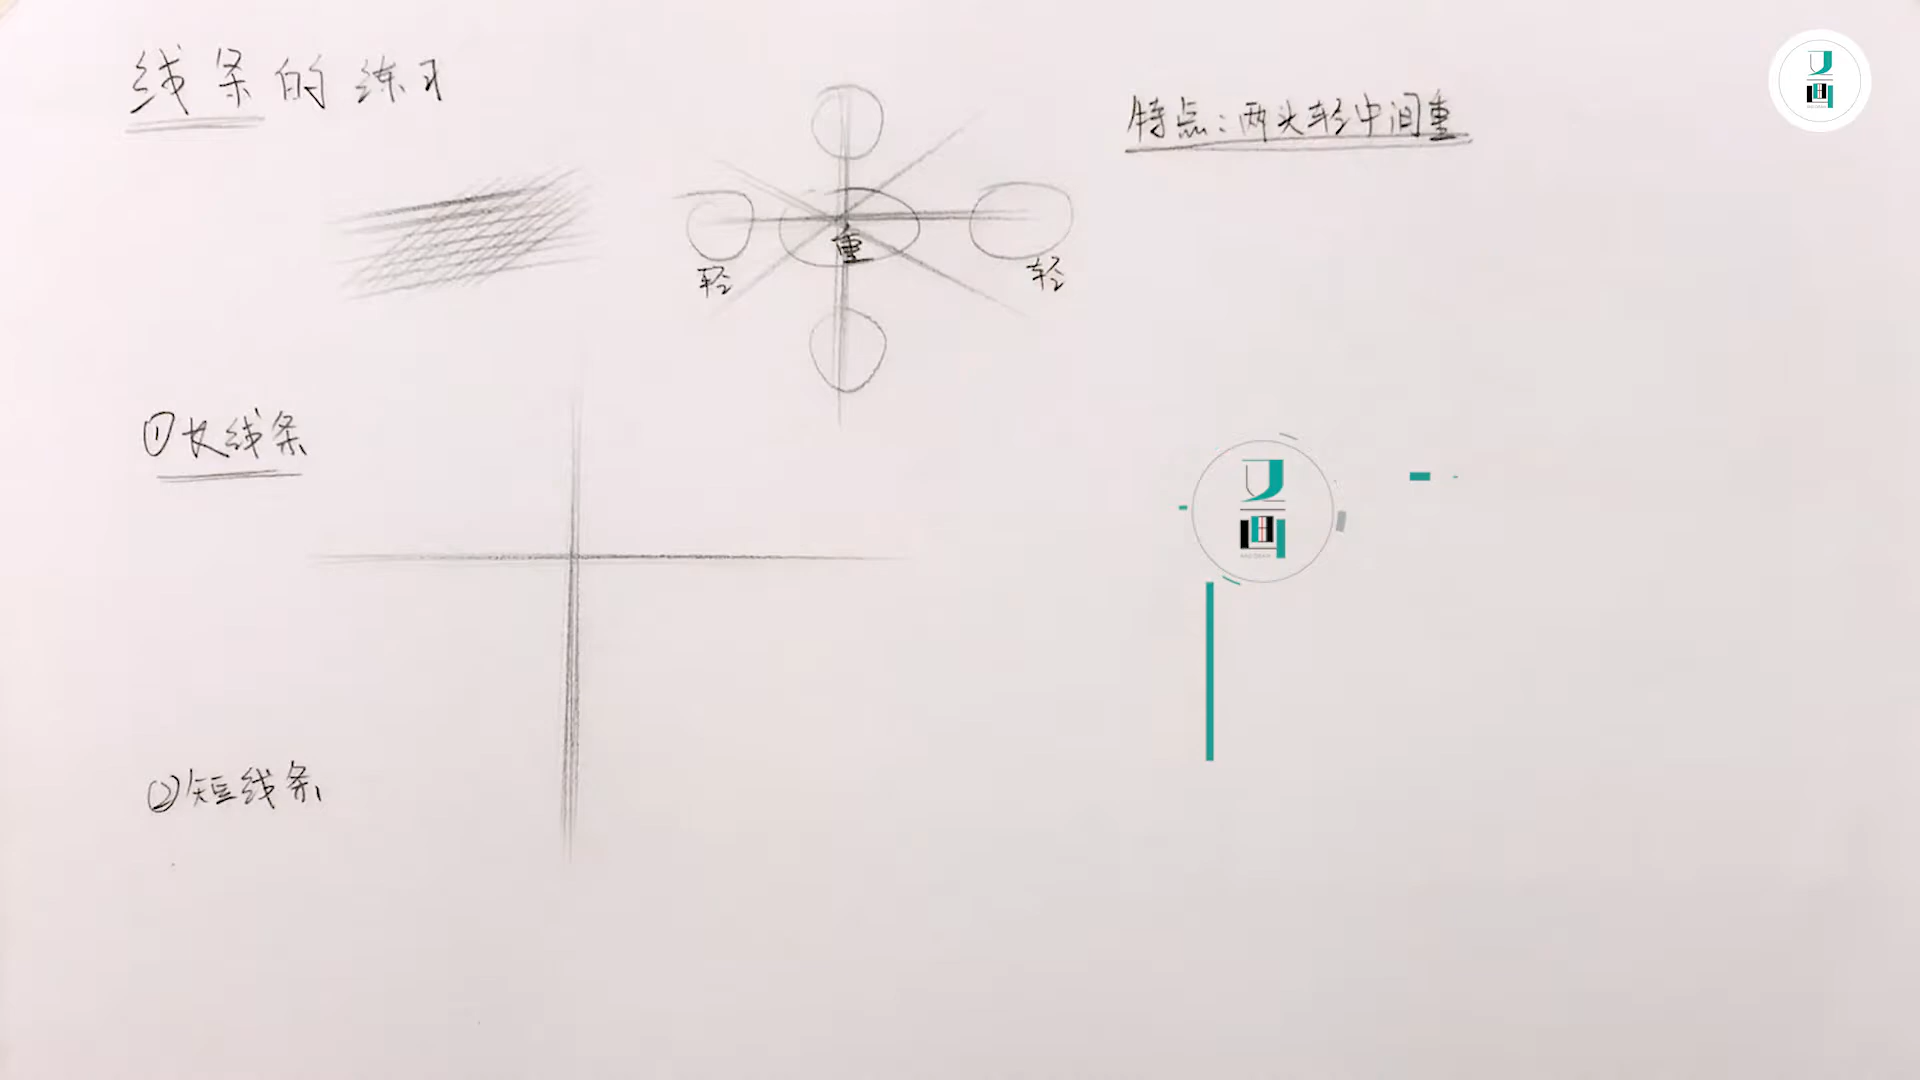 线条的练习
特点：两头轻中间重
重
轻
轻
①长线条
②短线条